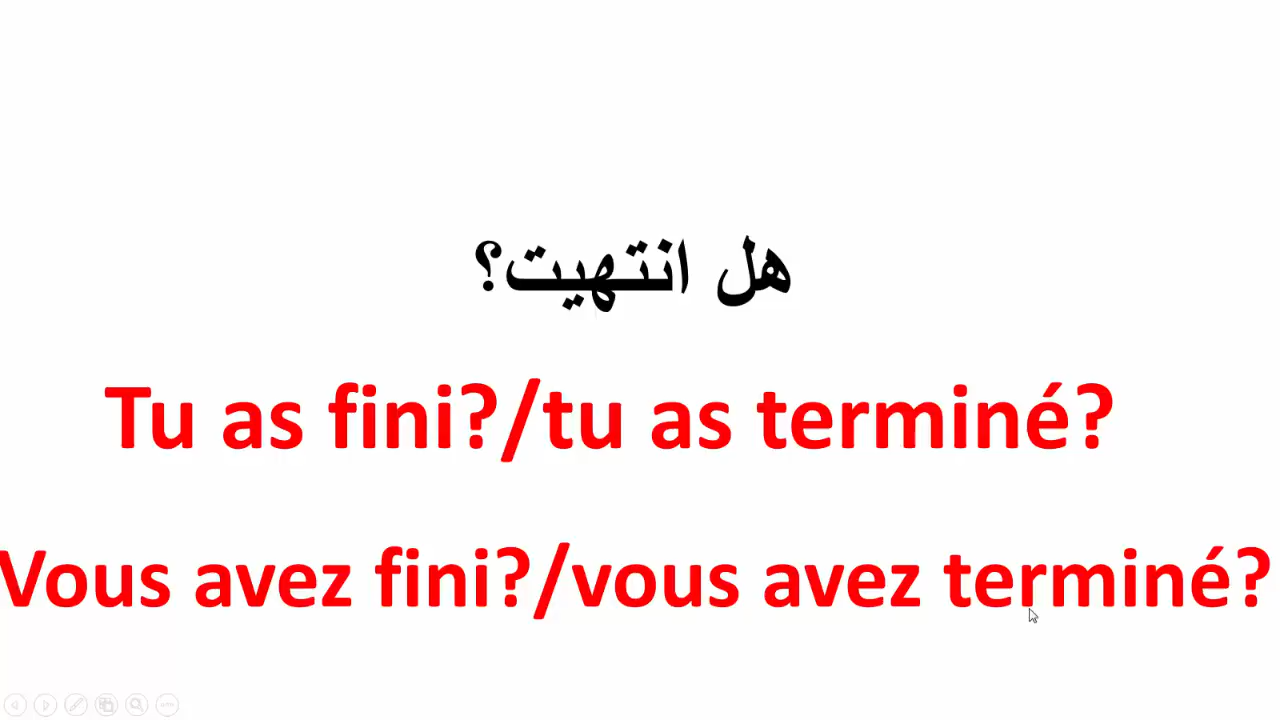 هل انتهيت؟
Tu as fini?/tu as terminé?
Vous avez fini?/vous avez terminé?